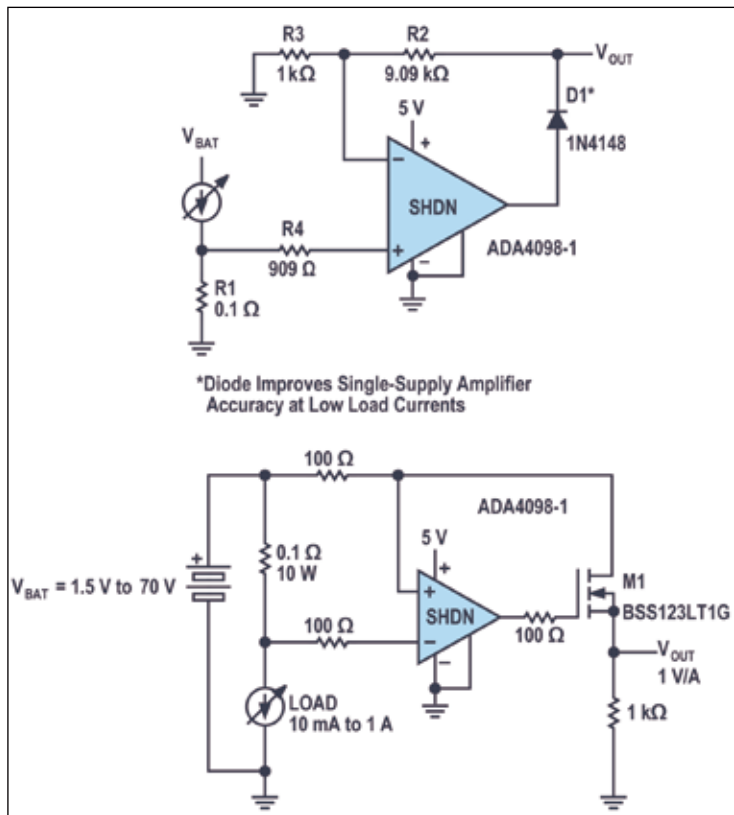 R3
1 kΩ
R2
9.09 kΩ
VOUT
D1*
1N4148
5 V
+
VBAT
−
SHDN
R4
909 Ω
+
−
ADA4098-1
R1
0.1 Ω
*Diode Improves Single-Supply Amplifier
Accuracy at Low Load Currents
100 Ω
ADA4098-1
5 V
+
+
0.1 Ω
10 W
VBAT = 1.5 V to 70 V
+
SHDN
M1
BSS123LT1G
100 Ω
−
100 Ω
−
VOUT
1 V/A
LOAD
10 mA to 1 A
1 kΩ